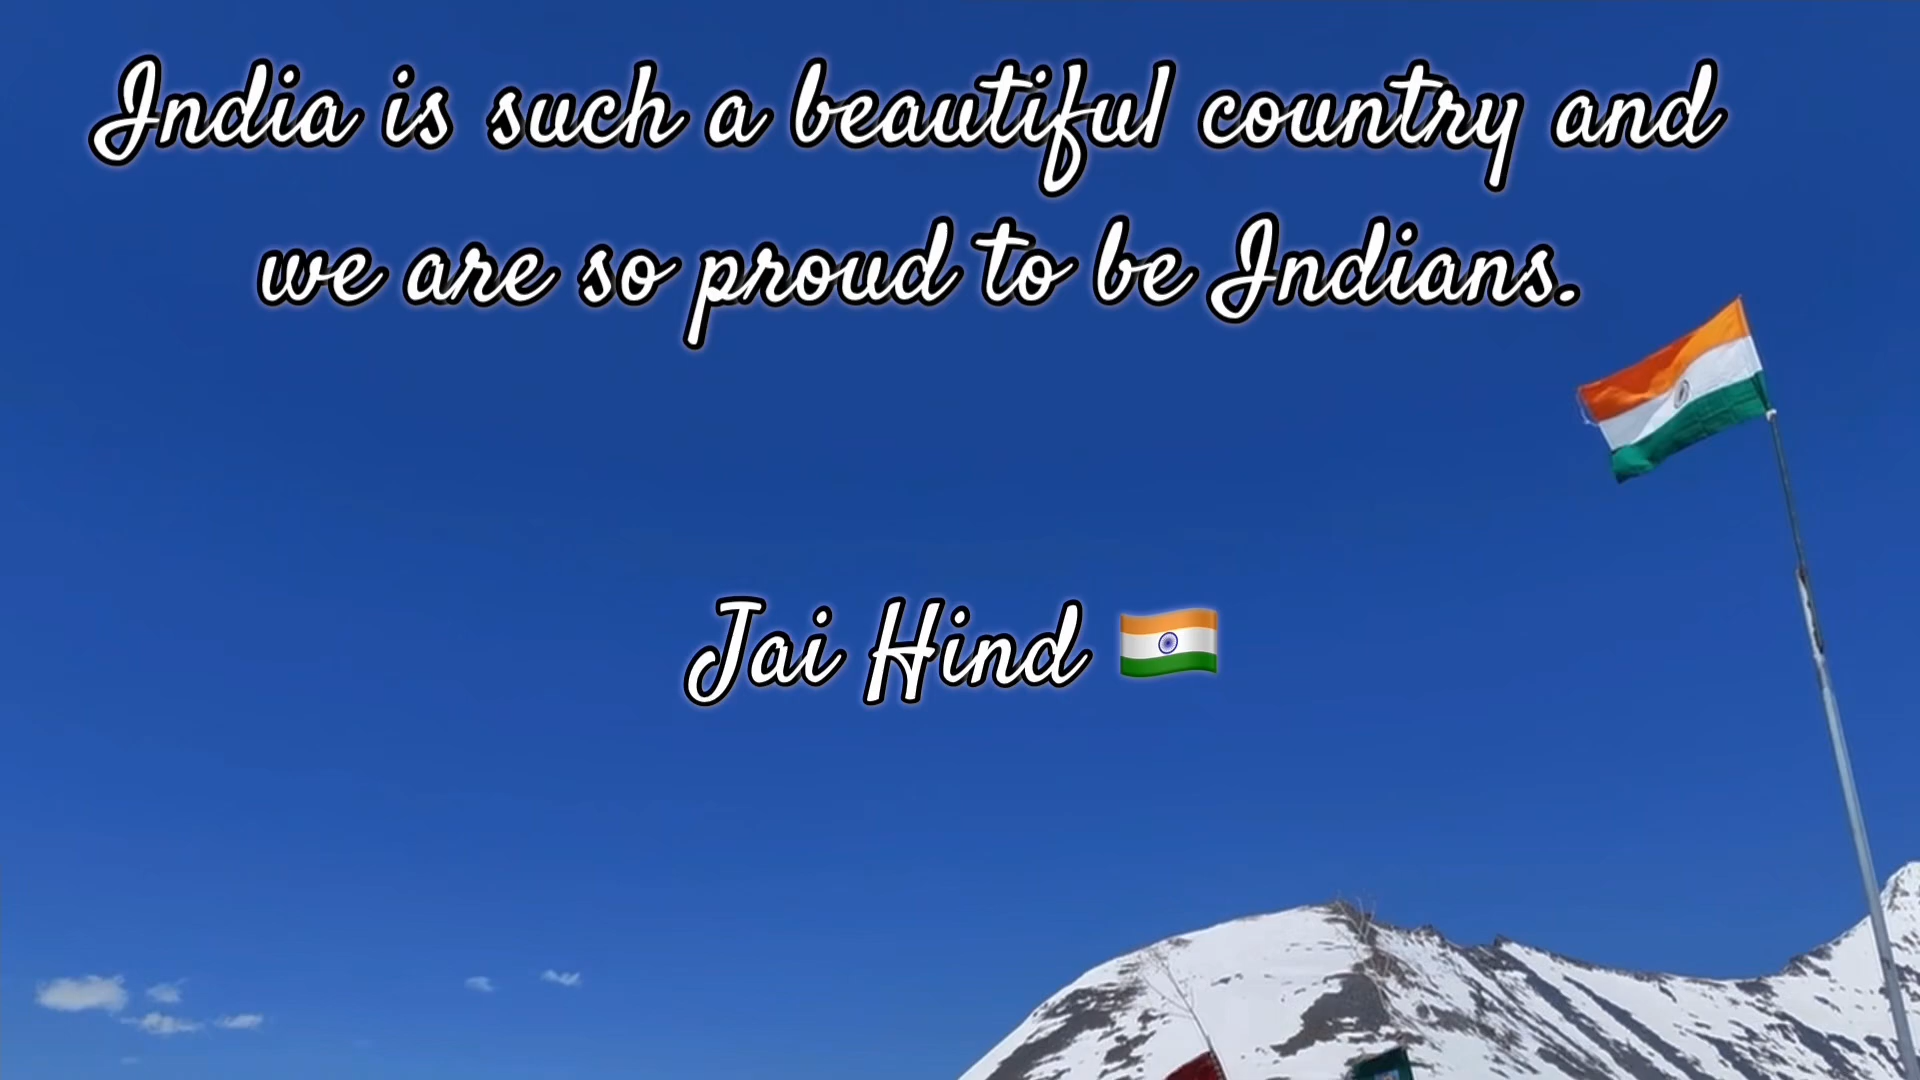 India is such a beautiful country and
we are so proud to be Indians.
Jai Hind 🇮🇳